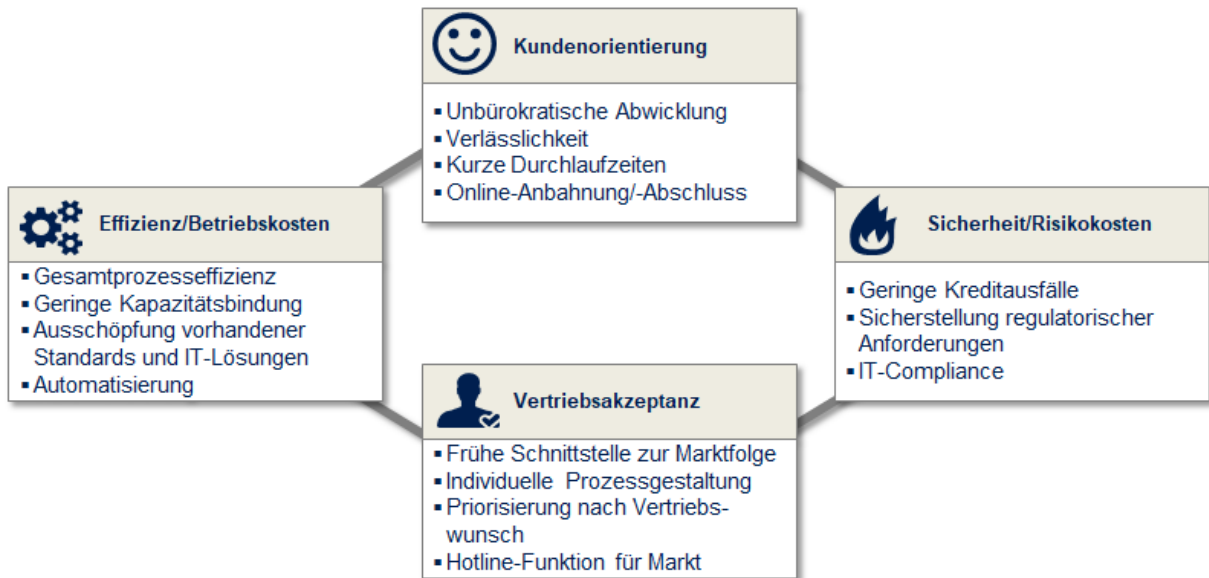 Kundenorientierung
▪ Unbürokratische Abwicklung
▪ Verlässlichkeit
▪ Kurze Durchlaufzeiten
▪ Online-Anbahnung/-Abschluss
Effizienz/Betriebskosten
▪ Gesamtprozesseffizienz
▪ Geringe Kapazitätsbindung
▪ Ausschöpfung vorhandener
Standards und IT-Lösungen
▪ Automatisierung
Sicherheit/Risikokosten
▪ Geringe Kreditausfälle
▪ Sicherstellung regulatorischer
Anforderungen
▪ IT-Compliance
Vertriebsakzeptanz
▪ Frühe Schnittstelle zur Marktfolge
▪ Individuelle Prozessgestaltung
▪ Priorisierung nach Vertriebs-
wunsch
▪ Hotline-Funktion für Markt